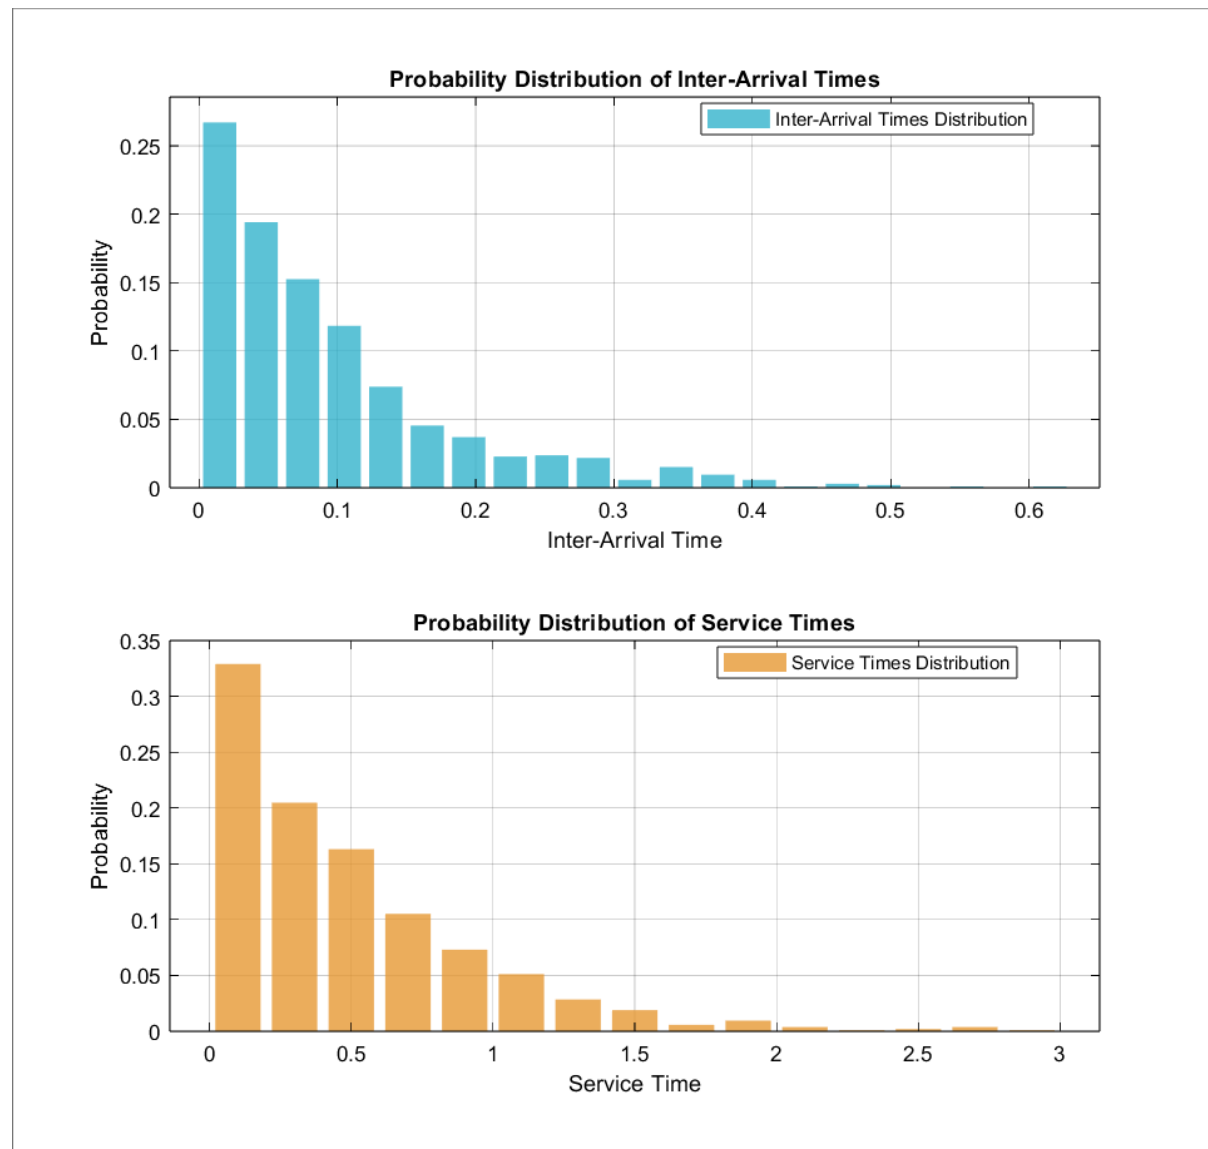 Probability Distribution of Inter-Arrival Times
Inter-Arrival Times Distribution
0.25
0.2
0.15
0.1
0.05
0
Probability
0 0.1 0.2 0.3 0.4 0.5 0.6
Inter-Arrival Time
Probability Distribution of Service Times
Service Times Distribution
0.35
0.3
0.25
0.2
0.15
0.1
0.05
0
Probability
0 0.5 1 1.5 2 2.5 3
Service Time